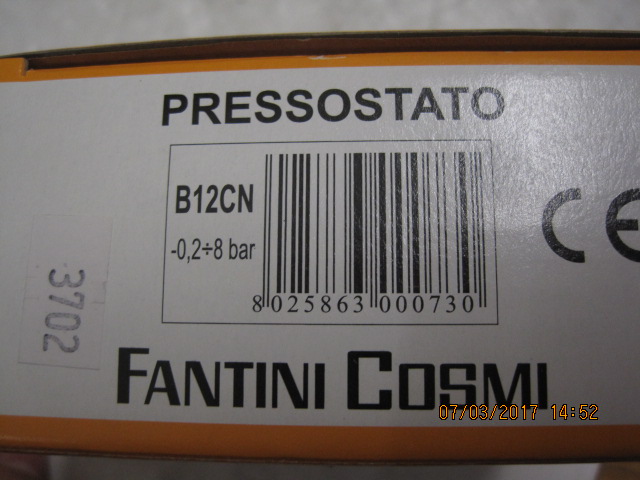 PRESSOSTATO
B12CN
-0,2÷8 bar
8 025863 000730
CE
3702
FANTINI COSMI
07/03/2017 14:52